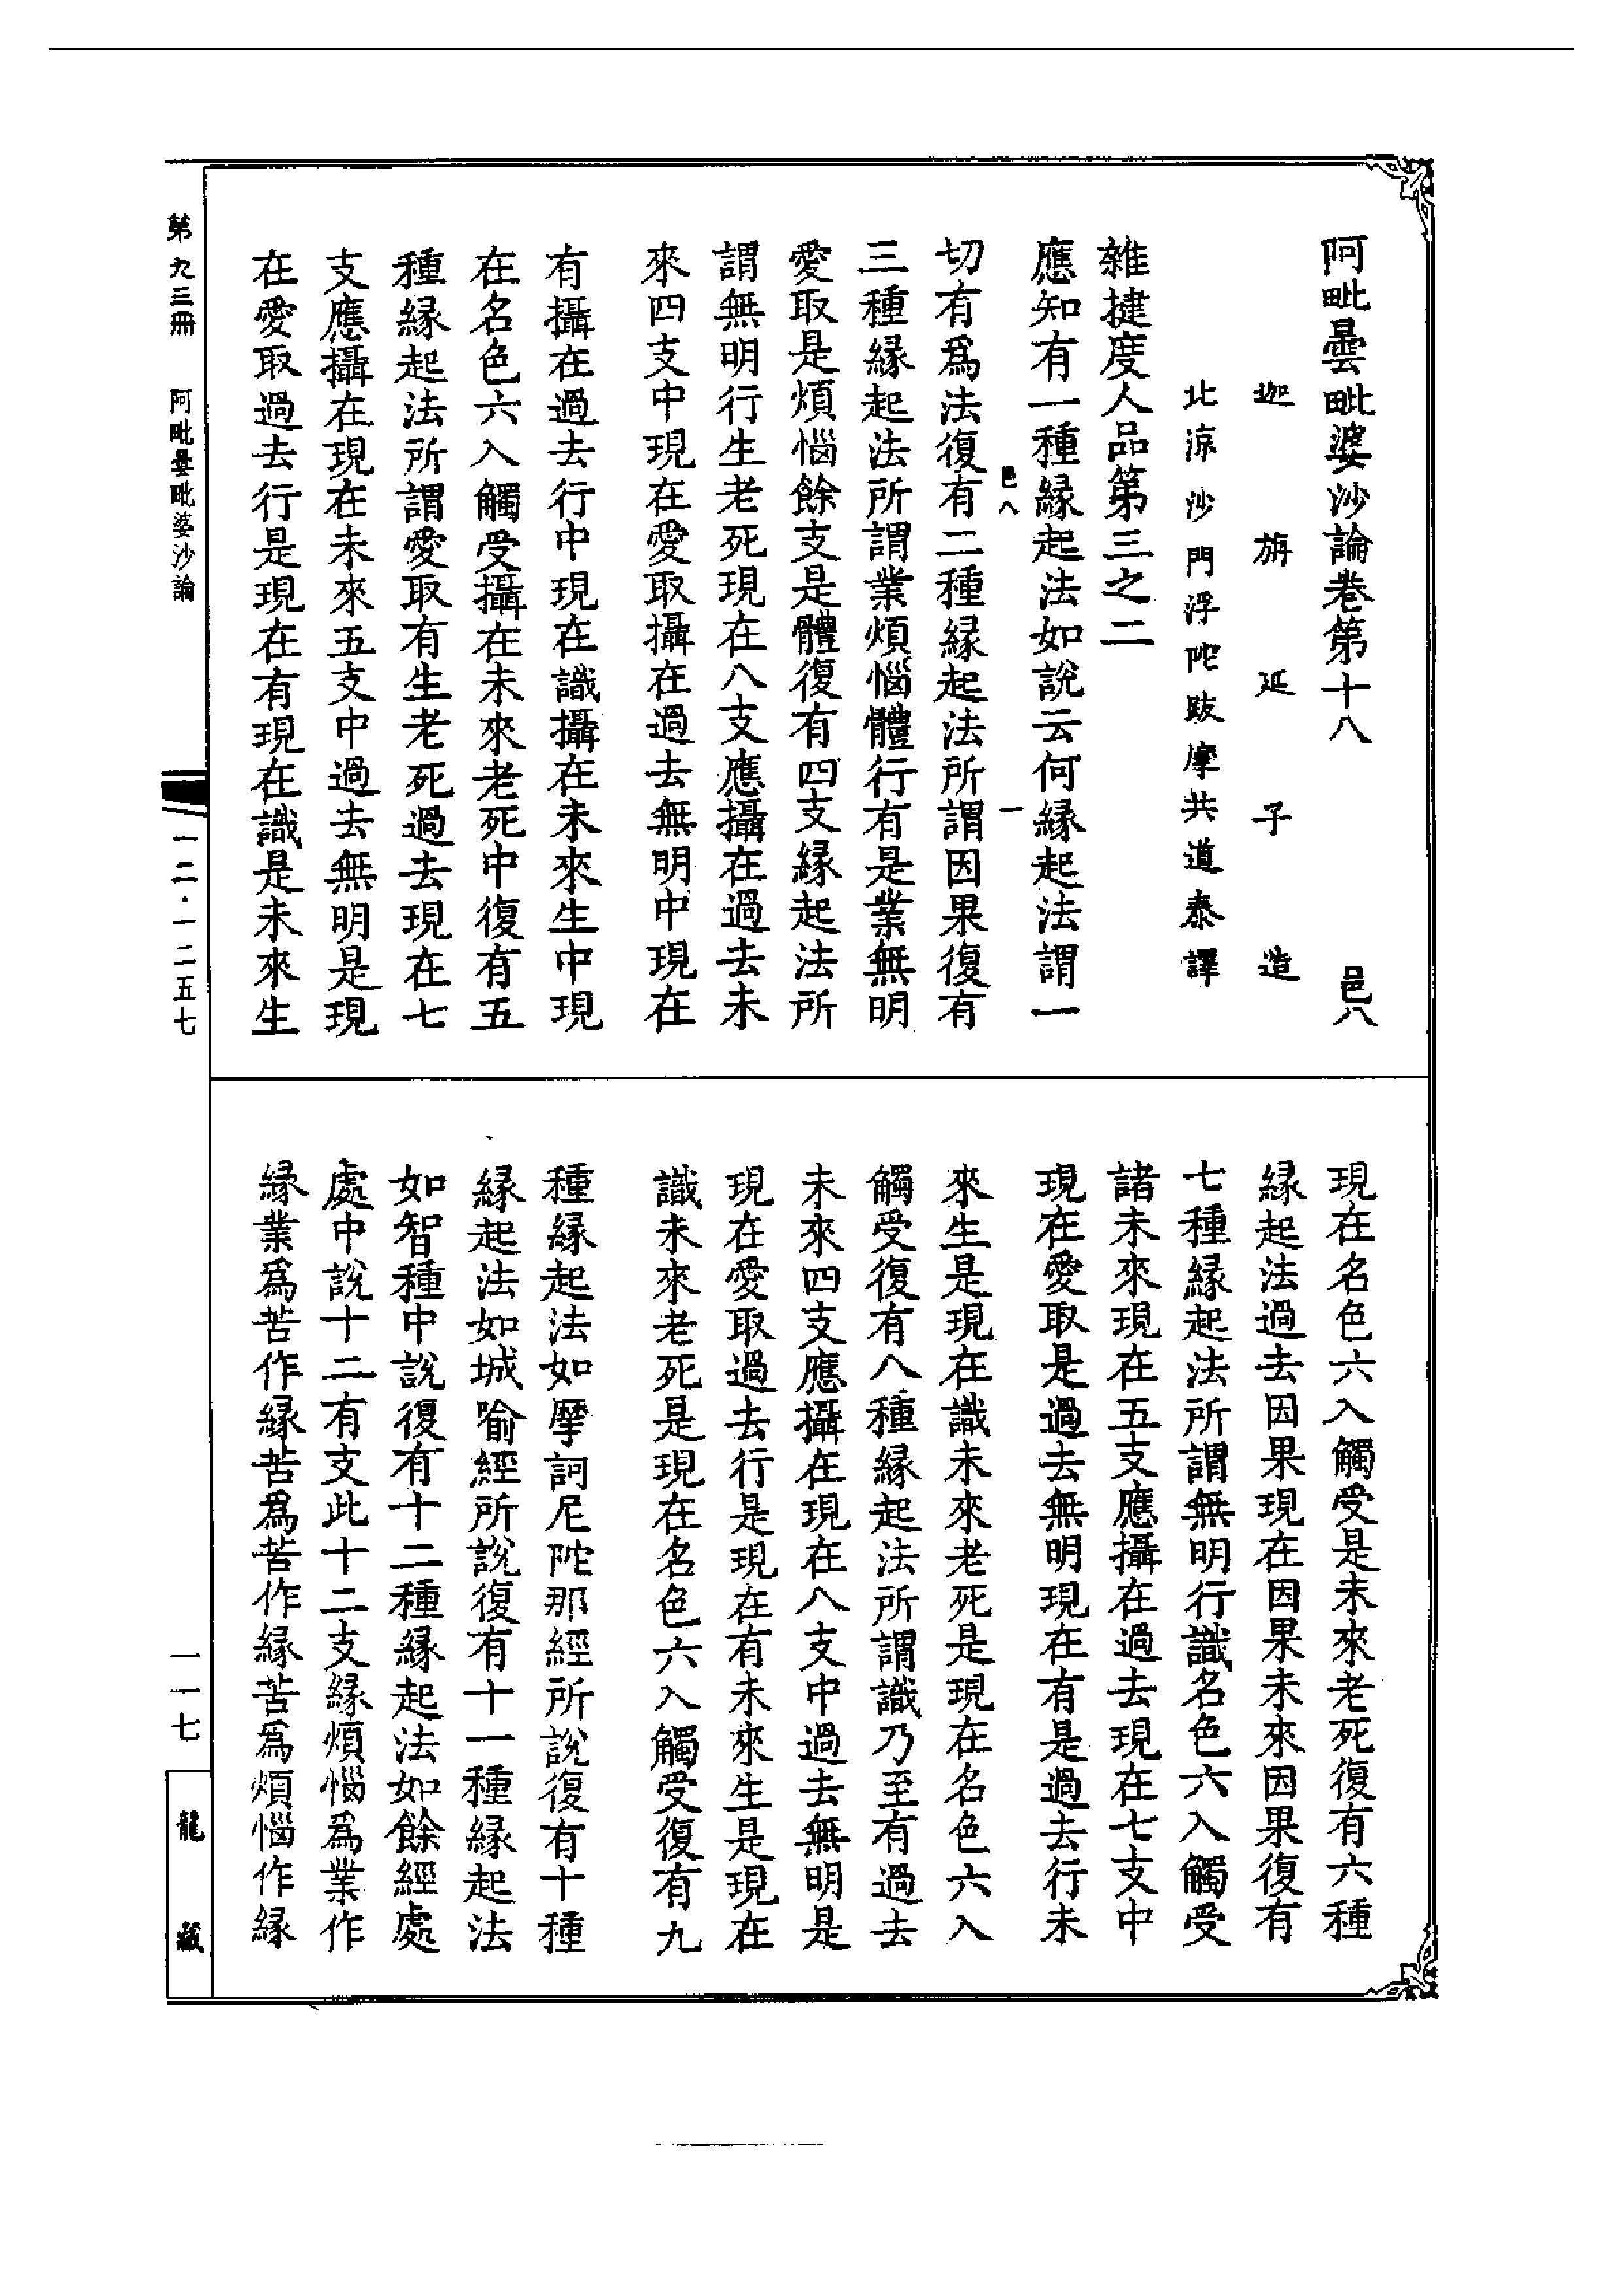 阿毗曇毗婆沙論卷第十八　邑八
迦旃延子造
北涼沙門浮陀跋摩共道泰譯
雜揵度人品第三之二
應知有一種緣起法如說云何緣起法謂一
邑八　一
切有為法復有二種緣起法所謂因果復有
三種緣起法所謂業煩惱體行有是業無明
愛取是煩惱餘支是體復有四支緣起法所
謂無明行生老死現在八支應攝在過去未
來四支中現在愛取攝在過去無明中現在
有攝在過去行中現在識攝在未來生中現
在名色六入觸受攝在未來老死中復有五
種緣起法所謂愛取有生老死過去現在七
支應攝在現在未來五支中過去無明是現
在愛取過去行是現在有現在識是未來生
現在名色六入觸受是未來老死復有六種
緣起法過去因果現在因果未來因果復有
七種緣起法所謂無明行識名色六入觸受
諸未來現在五支應攝在過去現在七支中
現在愛取是過去無明現在有是過去行未
來生是現在識未來老死是現在名色六入
觸受復有八種緣起法所謂識乃至有過去
未來四支應攝在現在八支中過去無明是
現在愛取過去行是現在有未來生是現在
識未來老死是現在名色六入觸受復有九
種緣起法如摩訶尼陀那經所說復有十種
緣起法如城喻經所說復有十一種緣起法
如智種中說復有十二種緣起法如餘經處
處中說十二有支此十二支緣煩惱為業作
緣業為苦作緣苦為苦作緣苦為煩惱作緣
第九三冊　阿毗曇毗婆沙論　一二·一二五七　一一七　龍藏